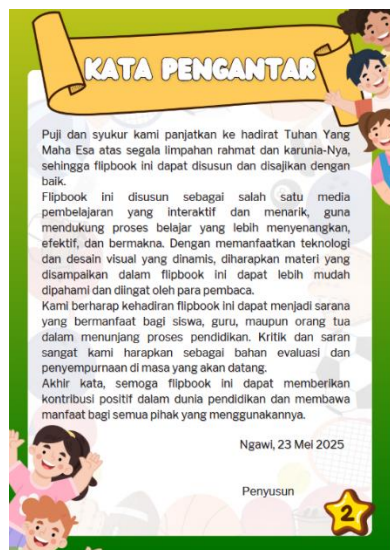 KATA PENGANTAR
Puji dan syukur kami panjatkan ke hadirat Tuhan Yang
Maha Esa atas segala limpahan rahmat dan karunia-Nya,
sehingga flipbook ini dapat disusun dan disajikan dengan
baik.
Flipbook ini disusun sebagai salah satu media
pembelajaran yang interaktif dan menarik, guna
mendukung proses belajar yang lebih menyenangkan,
efektif, dan bermakna. Dengan memanfaatkan teknologi
dan desain visual yang dinamis, diharapkan materi yang
disampaikan dalam flipbook ini dapat lebih mudah
dipahami dan diingat oleh para pembaca.
Kami berharap kehadiran flipbook ini dapat menjadi sarana
yang bermanfaat bagi siswa, guru, maupun orang tua
dalam menunjang proses pendidikan. Kritik dan saran
sangat kami harapkan sebagai bahan evaluasi dan
penyempurnaan di masa yang akan datang.
Akhir kata, semoga flipbook ini dapat memberikan
kontribusi positif dalam dunia pendidikan dan membawa
manfaat bagi semua pihak yang menggunakannya.
Ngawi, 23 Mei 2025
Penyusun
2